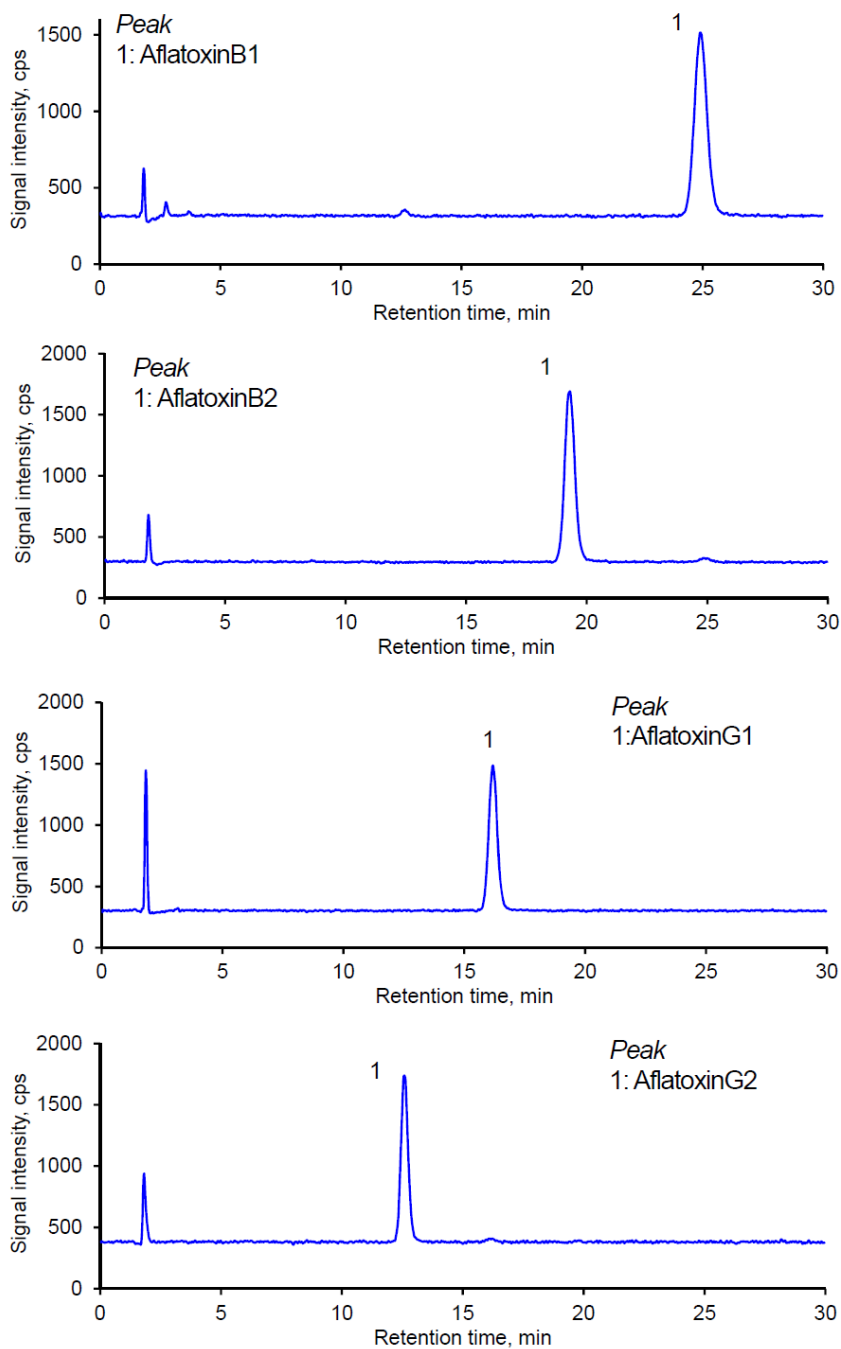 Peak
1: AflatoxinB1
1
Signal intensity, cps
1500
1000
500
0
0 5 10 15 20 25 30
Retention time, min
Peak
1: AflatoxinB2
1
Signal intensity, cps
2000
1500
1000
500
0
0 5 10 15 20 25 30
Retention time, min
Peak
1:AflatoxinG1
1
Signal intensity, cps
2000
1500
1000
500
0
0 5 10 15 20 25 30
Retention time, min
Peak
1: AflatoxinG2
1
Signal intensity, cps
2000
1500
1000
500
0
0 5 10 15 20 25 30
Retention time, min